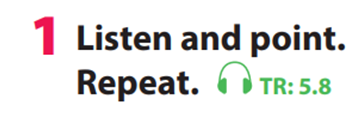 1 Listen and point.
Repeat. TR: 5.8